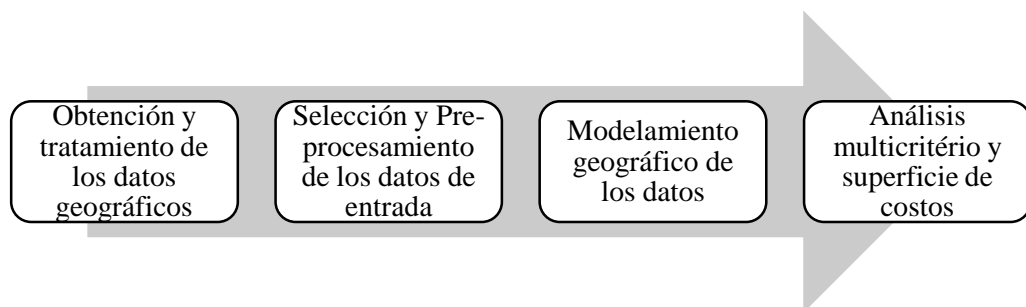 Obtención y
tratamiento de
los datos
geográficos
Selección y Pre-
procesamiento
de los datos de
entrada
Modelamiento
geográfico de
los datos
Análisis
multicritério y
superficie de
costos